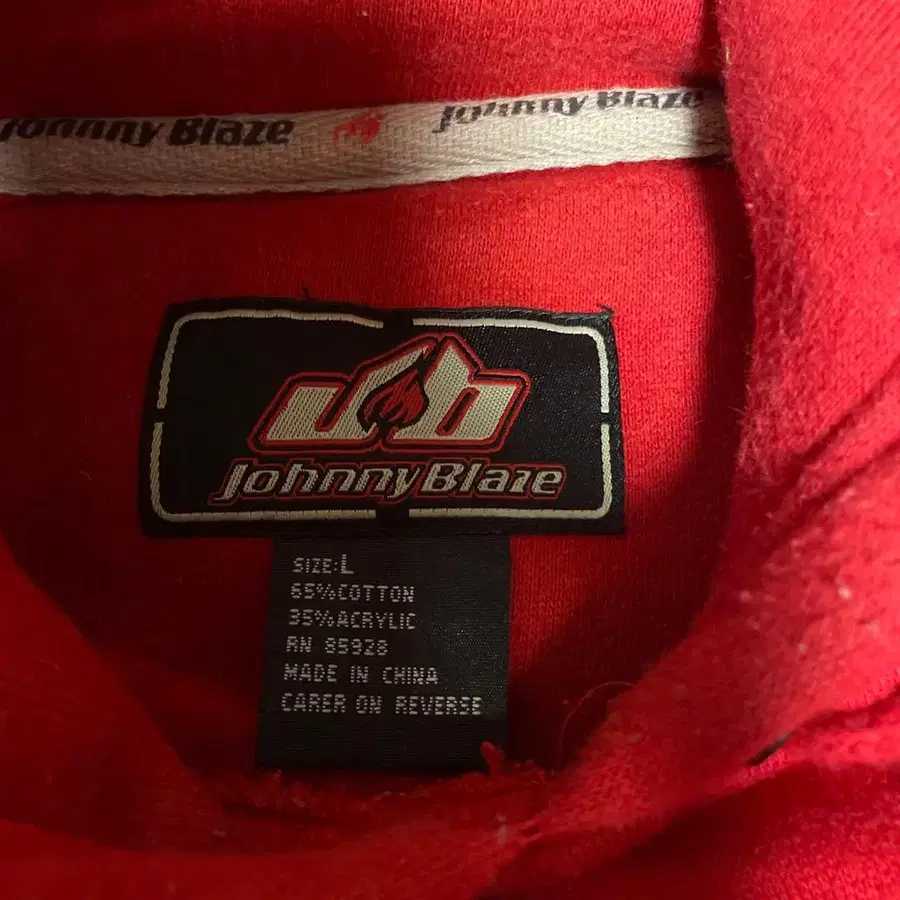 Johnny Blaze Johnny Blaze
JB
Johnny Blaze
SIZE:L
65%COTTON
35%ACRYLIC
RN 85928
MADE IN CHINA
CARER ON REVERSE